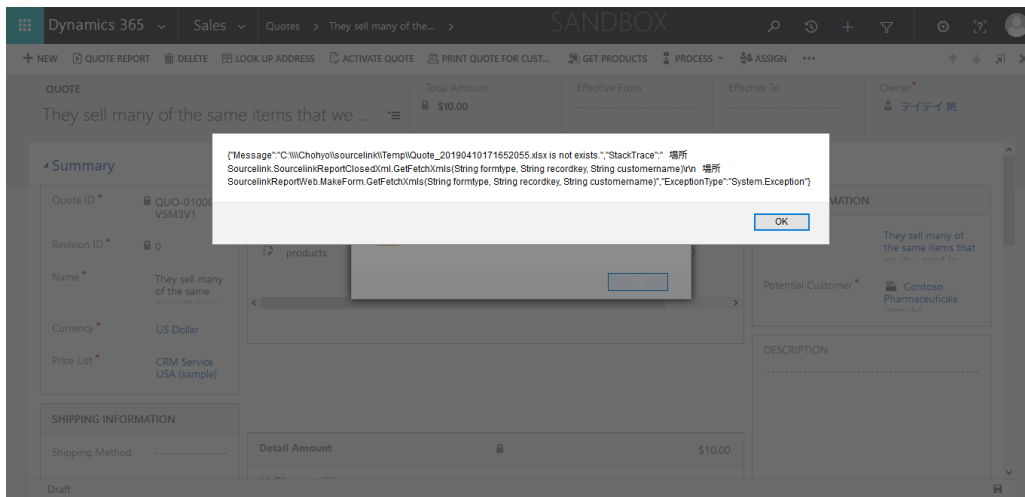 Dynamics 365
Sales
Quotes > They sell many of the... >
SANDBOX
+ NEW
QUOTE REPORT
DELETE
LOOK UP ADDRESS
ACTIVATE QUOTE
PRINT QUOTE FOR CUST...
GET PRODUCTS
PROCESS
ASSIGN
•••
QUOTE
They sell many of the same items that we ...
Total Amount
$10.00
Effective From
Effective To
Owner*
テイテイ 姚
{"Message":"C:\\\\Chohyo\\sourcelink\\Temp\\Quote_20190410171652055.xlsx is not exists.","StackTrace":" 場所
Sourcelink.SourcelinkReportClosedXml.GetFetchXmls(String formtype, String recordkey, String customername)\r\n 場所
SourcelinkReportWeb.MakeForm.GetFetchXmls(String formtype, String recordkey, String customername)","ExceptionType":"System.Exception"}
OK
Summary
Quote ID *
QUO-01000
V5M3V1
Revision ID *
0
Name *
They sell many
of the same
Currency *
US Dollar
Price List *
CRM Service
USA (sample)
SHIPPING INFORMATION
Shipping Method
products
Detail Amount
$10.00
They sell many of
the same items that
Potential Customer *
Contoso
Pharmaceuticals
DESCRIPTION
Draft